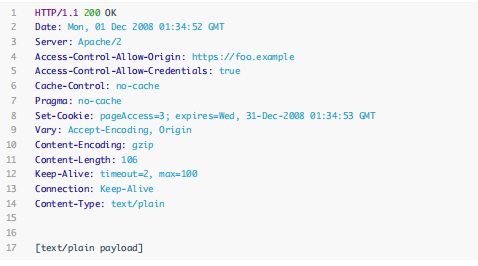 1 HTTP/1.1 200 OK
2 Date: Mon, 01 Dec 2008 01:34:52 GMT
3 Server: Apache/2
4 Access-Control-Allow-Origin: https://foo.example
5 Access-Control-Allow-Credentials: true
6 Cache-Control: no-cache
7 Pragma: no-cache
8 Set-Cookie: pageAccess=3; expires=Wed, 31-Dec-2008 01:34:53 GMT
9 Vary: Accept-Encoding, Origin
10 Content-Encoding: gzip
11 Content-Length: 106
12 Keep-Alive: timeout=2, max=100
13 Connection: Keep-Alive
14 Content-Type: text/plain
15
16
17 [text/plain payload]